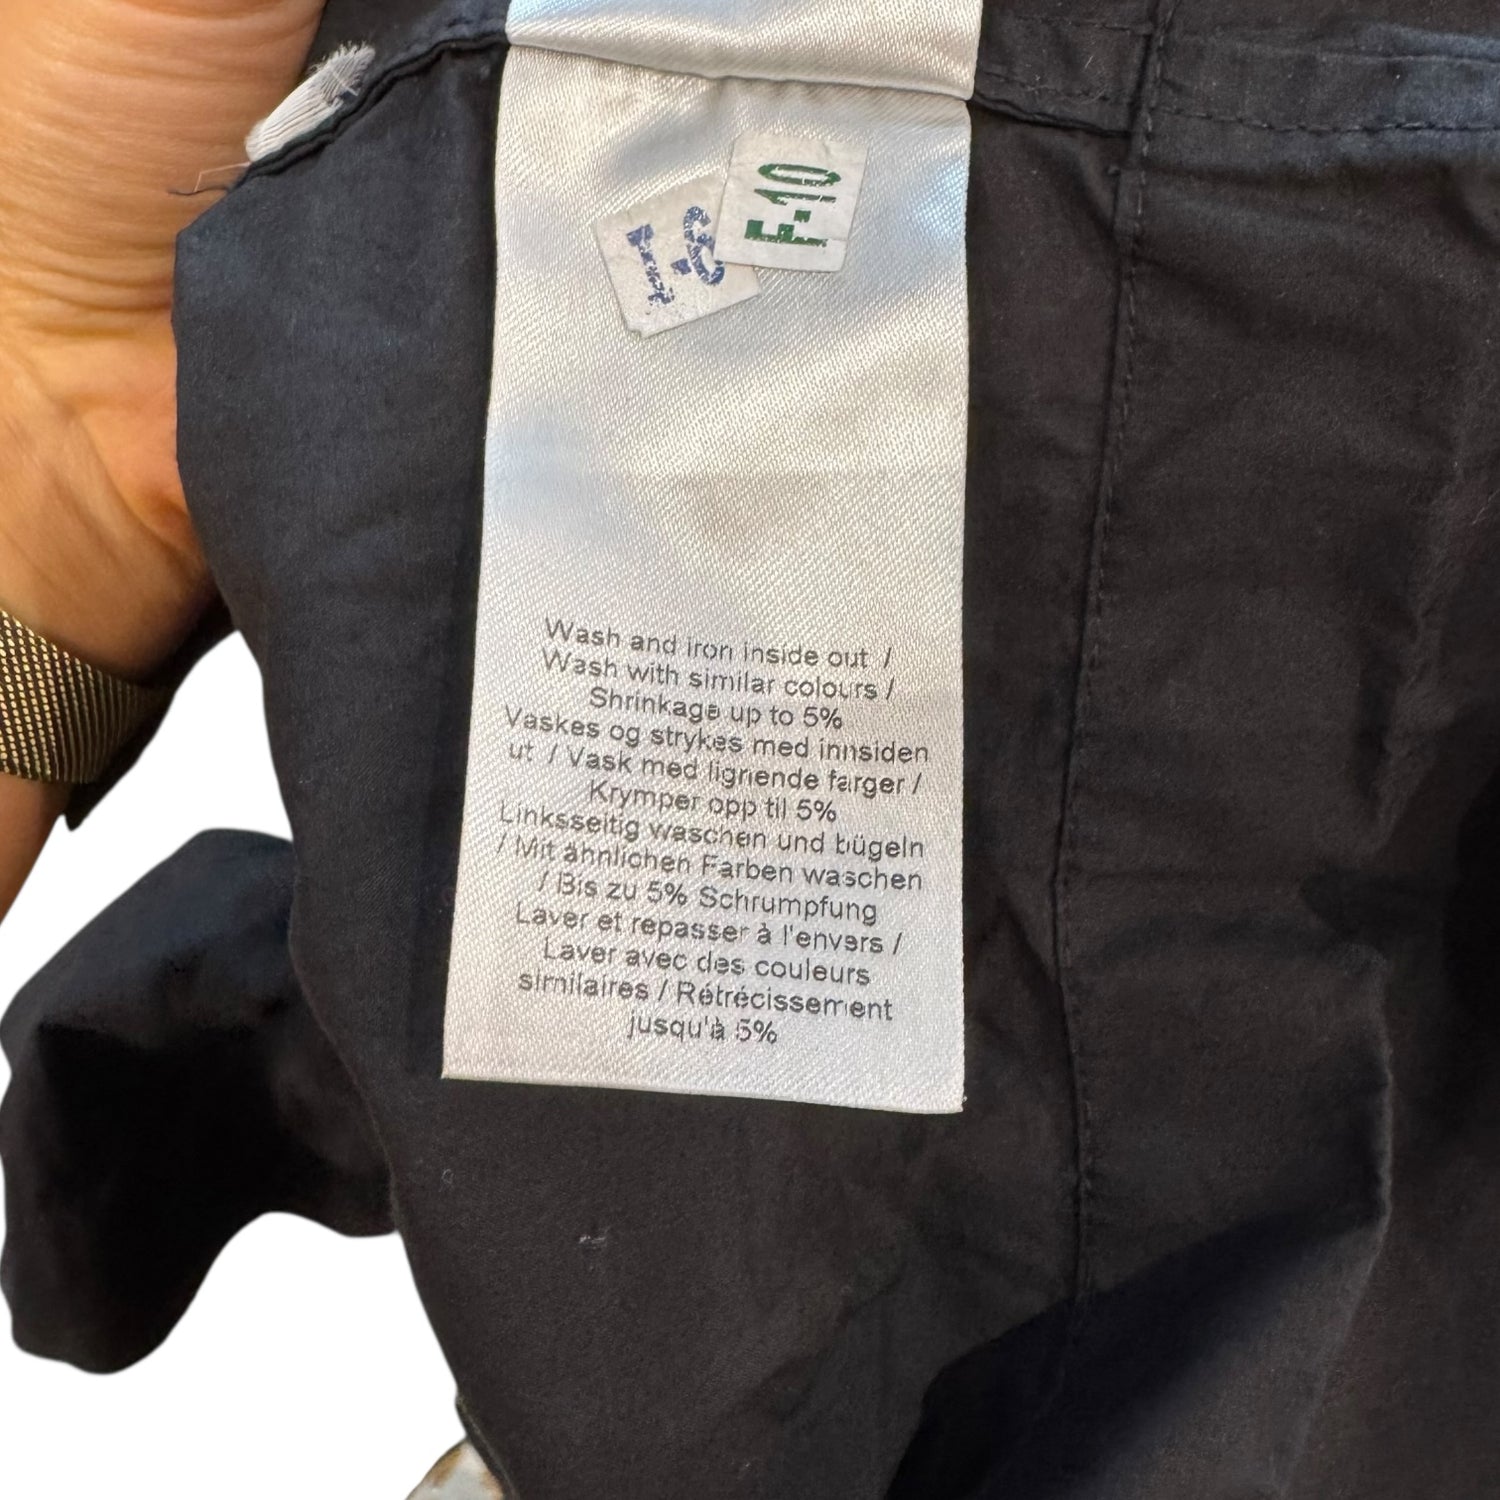 I-6
F-10
Wash and iron inside out /
Wash with similar colours /
Shrinkage up to 5%
Vaskes og strykes med innsiden
ut / Vask med lignende farger /
Krymper opp til 5%
Linksseitig waschen und bügeln
/ Mit ähnlichen Farben waschen
/ Bis zu 5% Schrumpfung
Laver et repasser à l'envers /
Laver avec des couleurs
similaires / Rétrécissement
jusqu'à 5%